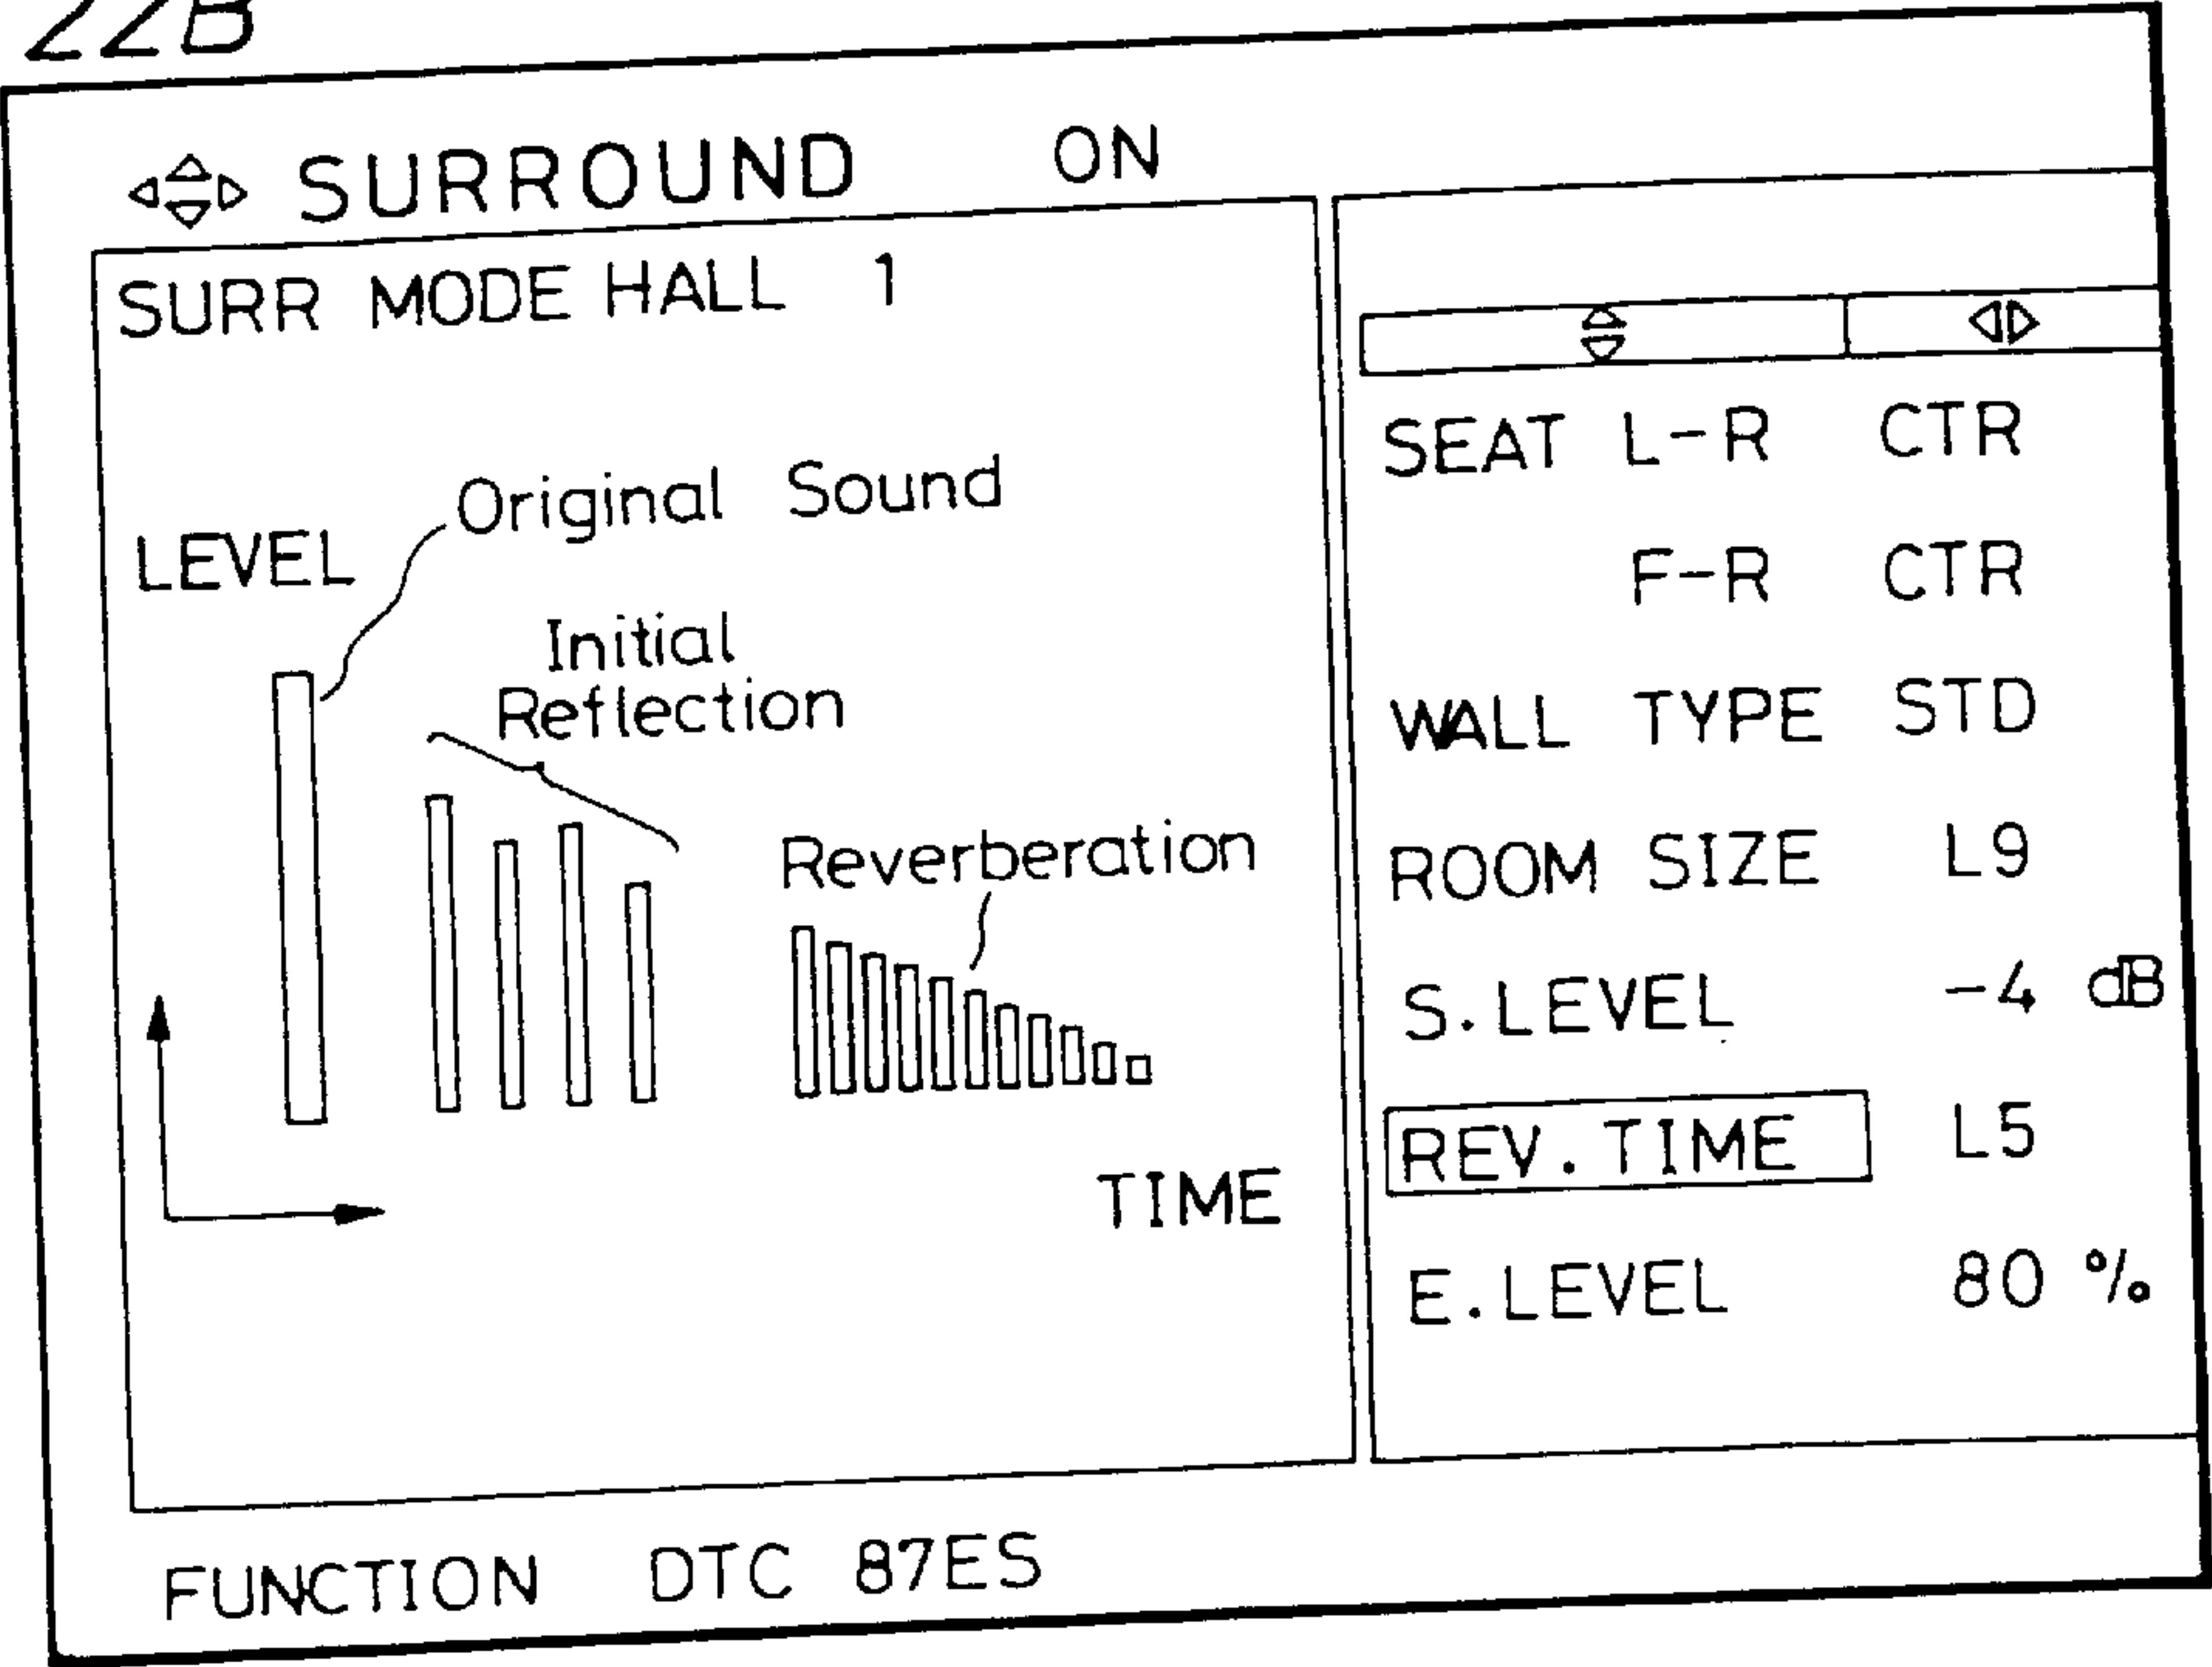 22B
SURROUND ON
SURR MODE HALL 1
Original Sound
LEVEL
Initial
Reflection
Reverberation
TIME
SEAT L-R CTR
F-R CTR
WALL TYPE STD
ROOM SIZE L9
S.LEVEL -4 dB
REV.TIME L5
E.LEVEL 80 %
FUNCTION DTC 87ES